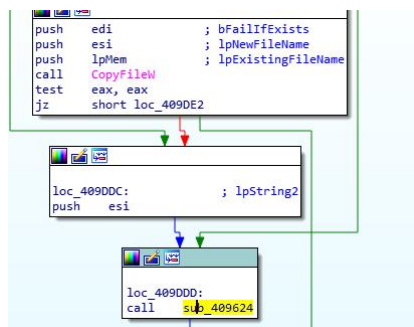 push edi ; bFailIfExists
push esi ; lpNewFileName
push lpMem ; lpExistingFileName
call CopyFileW
test eax, eax
jz short loc_409DE2
loc_409DDC: ; lpString2
push esi
loc_409DDD:
call sub_409624